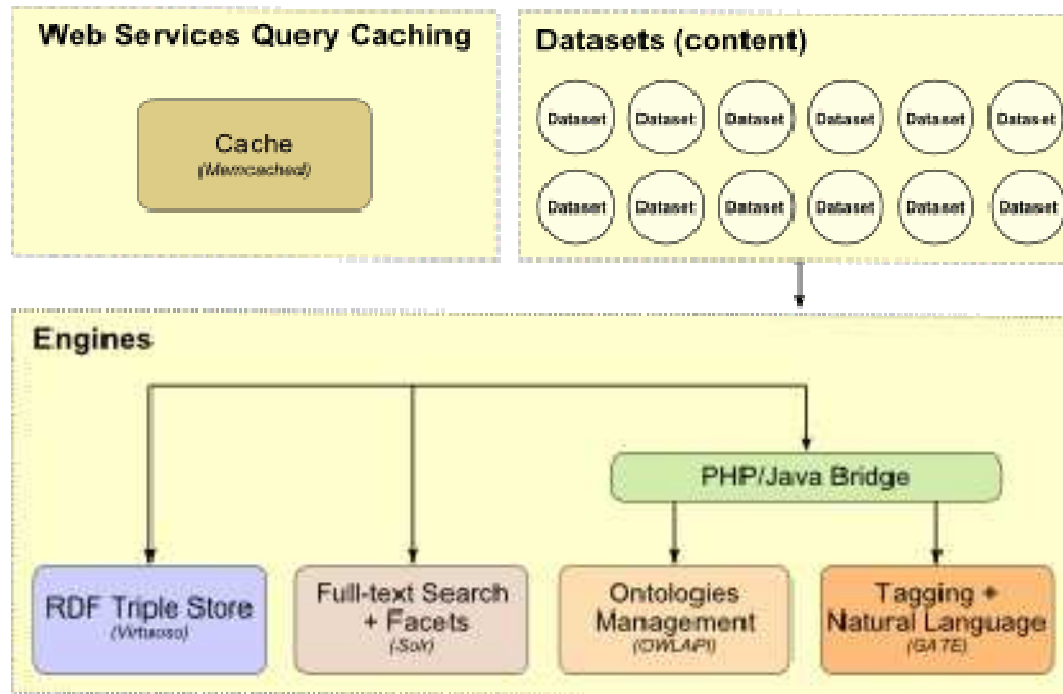 Web Services Query Caching
Cache
(Memcached)
Datasets (content)
Dataset Dataset Dataset Dataset Dataset Dataset
Dataset Dataset Dataset Dataset Dataset Dataset
Engines
PHP/Java Bridge
RDF Triple Store
(Virtuoso)
Full-text Search
+ Facets
(Solr)
Ontologies
Management
(OWLAPI)
Tagging +
Natural Language
(GATE)